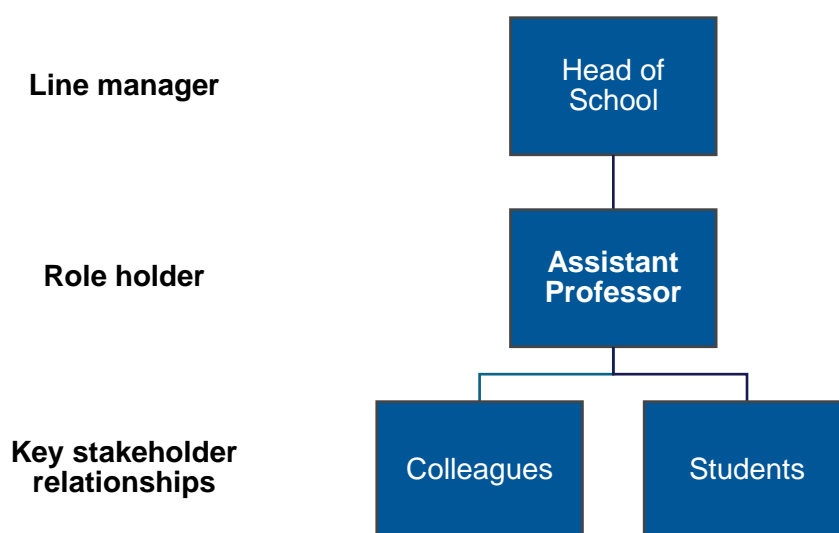 Line manager
Head of
School
Role holder
Assistant
Professor
Key stakeholder
relationships
Colleagues
Students